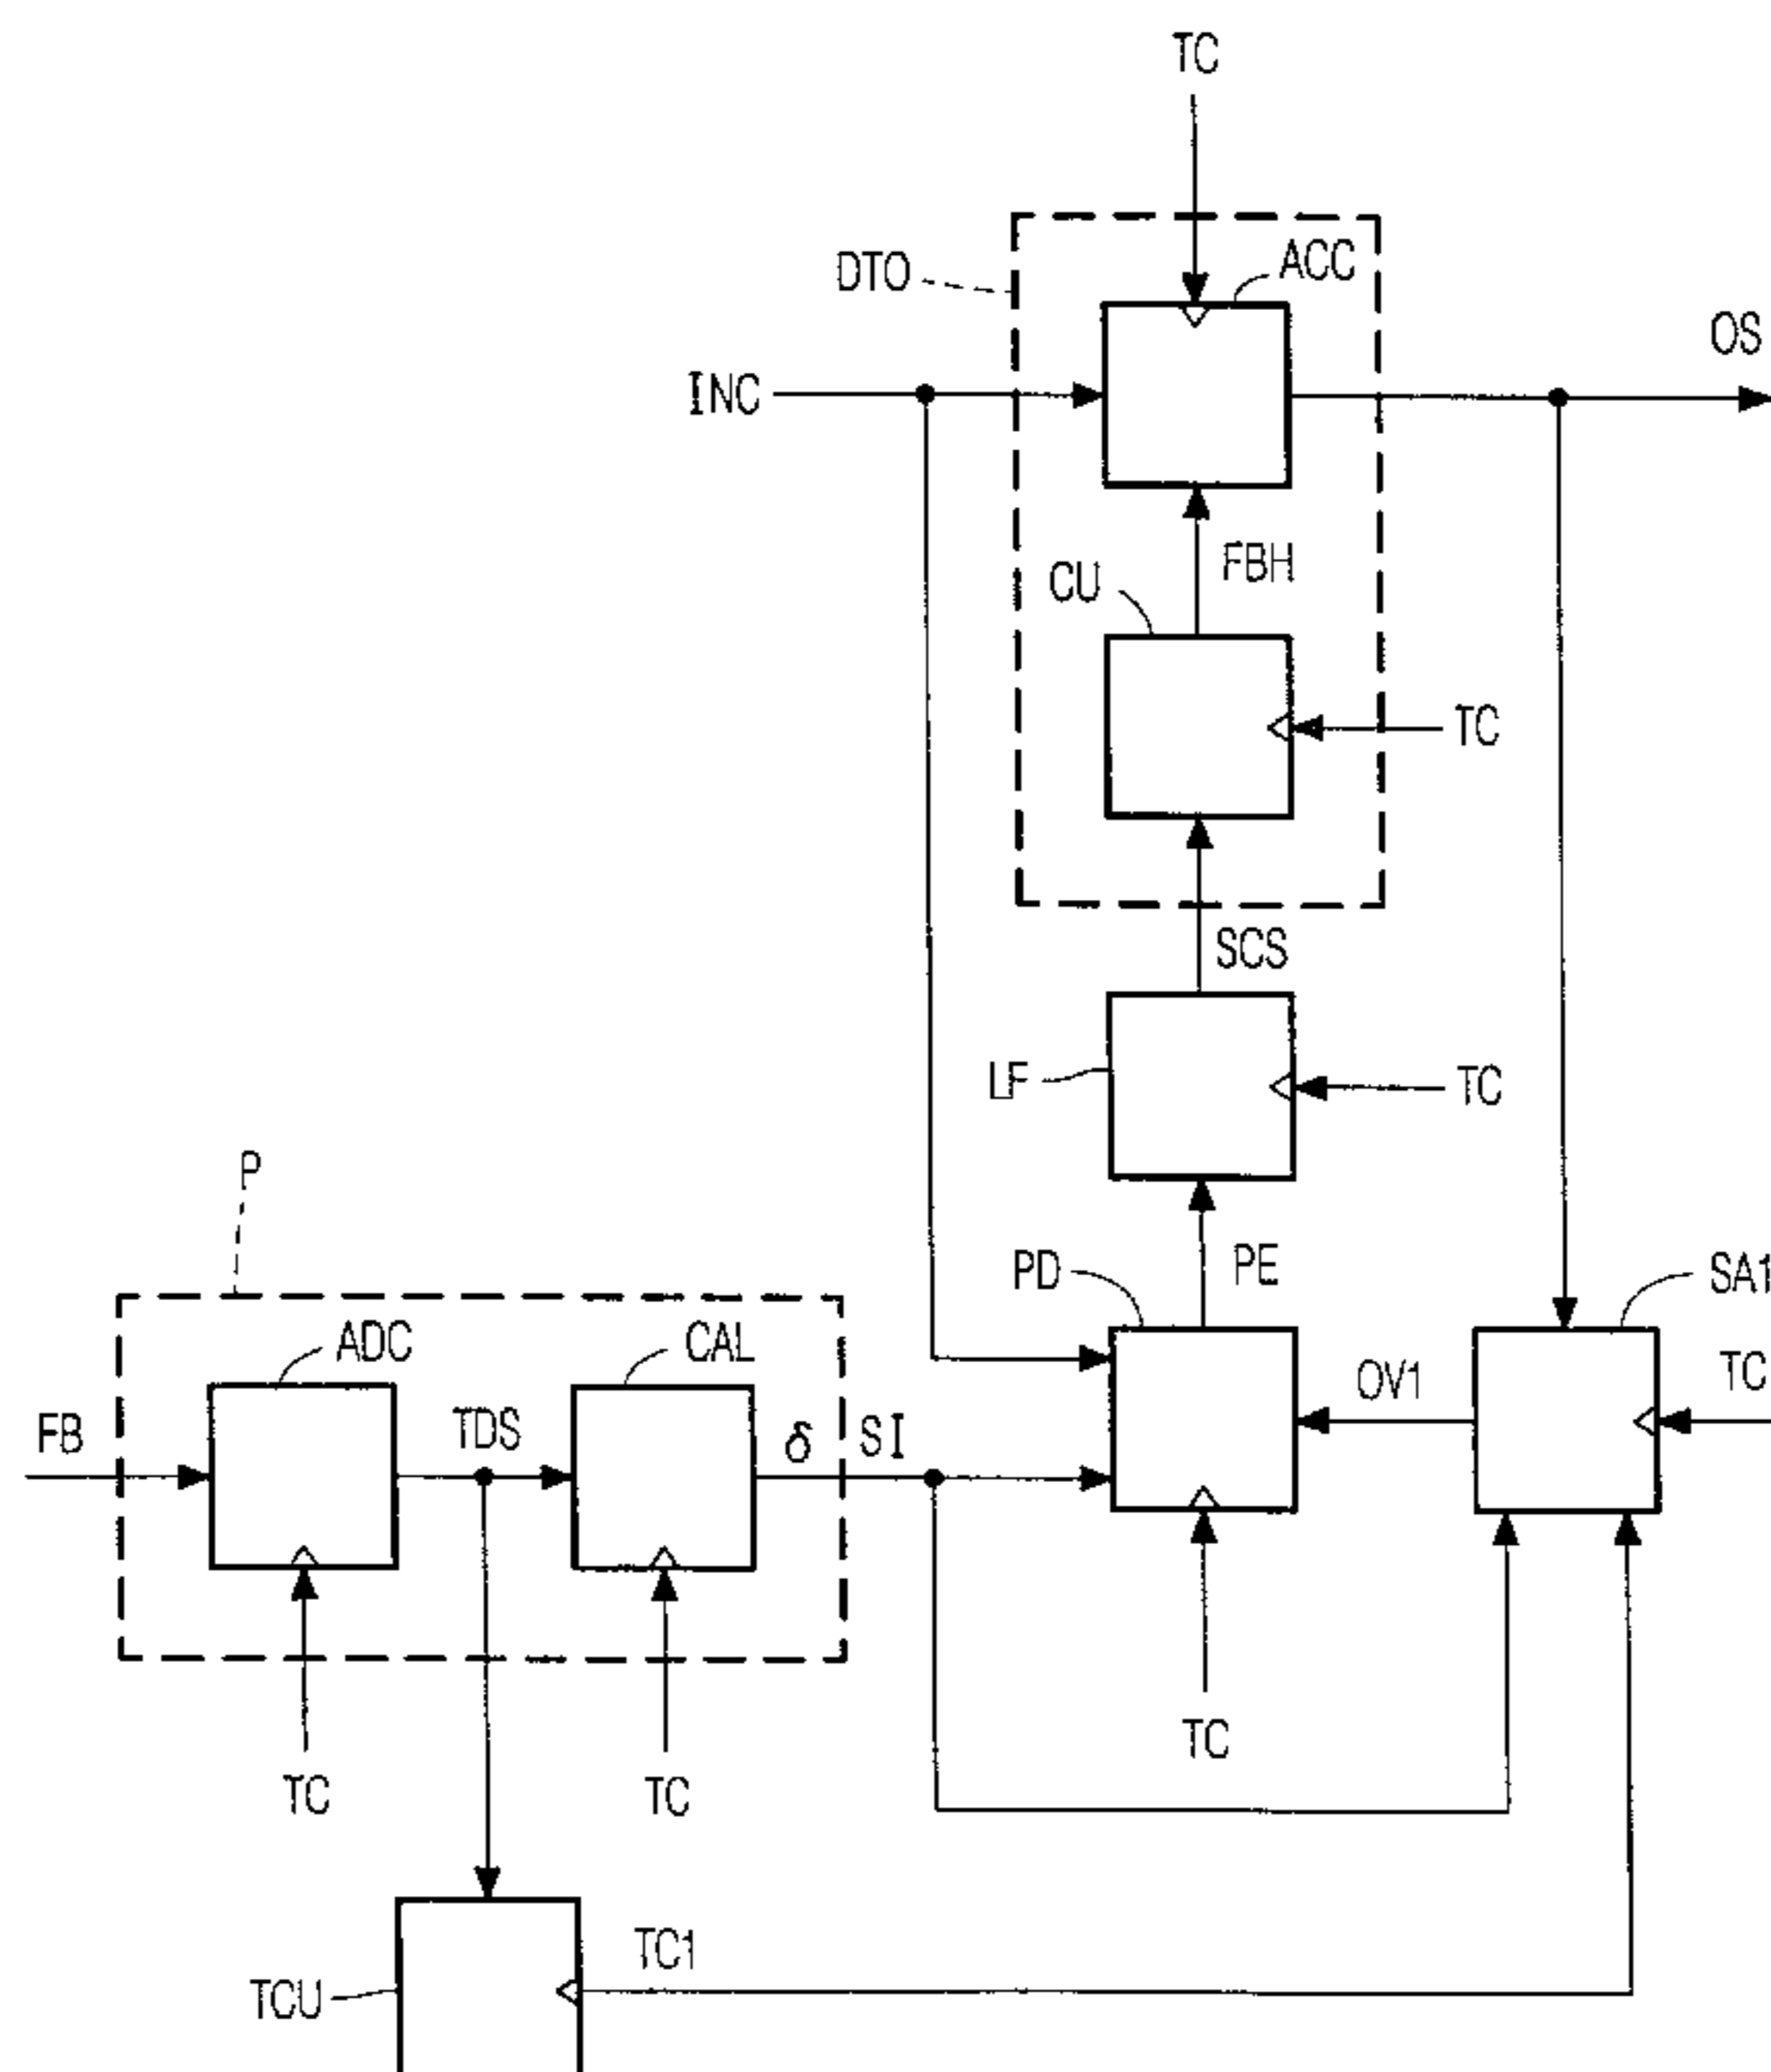 TC
DTO
ACC
OS
INC
FBH
CU
TC
SCS
LF
TC
P
PD
PE
SA1
ADC
CAL
OV1
TC
FB
TDS
δ
SI
TC
TC
TC
TC1
TCU